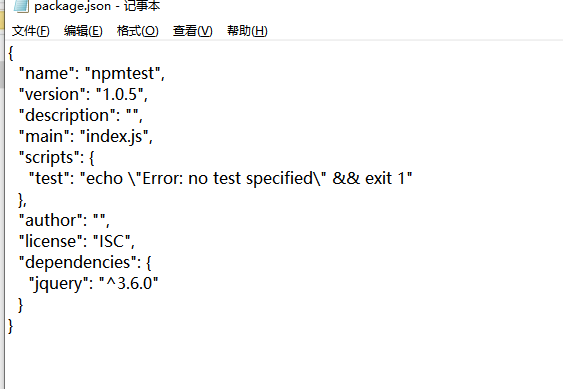 package.json - 记事本
文件(F) 编辑(E) 格式(O) 查看(V) 帮助(H)
{
  "name": "npmtest",
  "version": "1.0.5",
  "description": "",
  "main": "index.js",
  "scripts": {
    "test": "echo \"Error: no test specified\" && exit 1"
  },
  "author": "",
  "license": "ISC",
  "dependencies": {
    "jquery": "^3.6.0"
  }
}